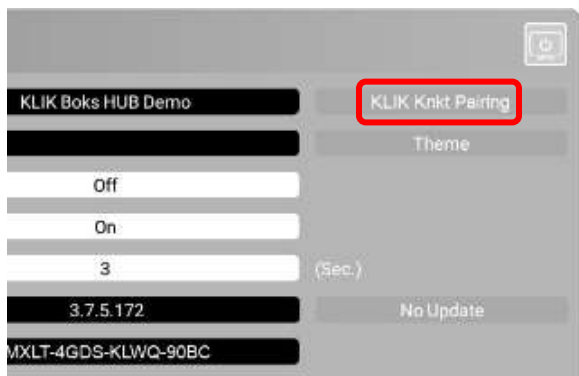 KLIK Boks HUB Demo KLIK Knkt Pairing
Theme
Off
On
3 (Sec.)
3.7.5.172 No Update
MXLT-4GDS-KLWQ-90BC